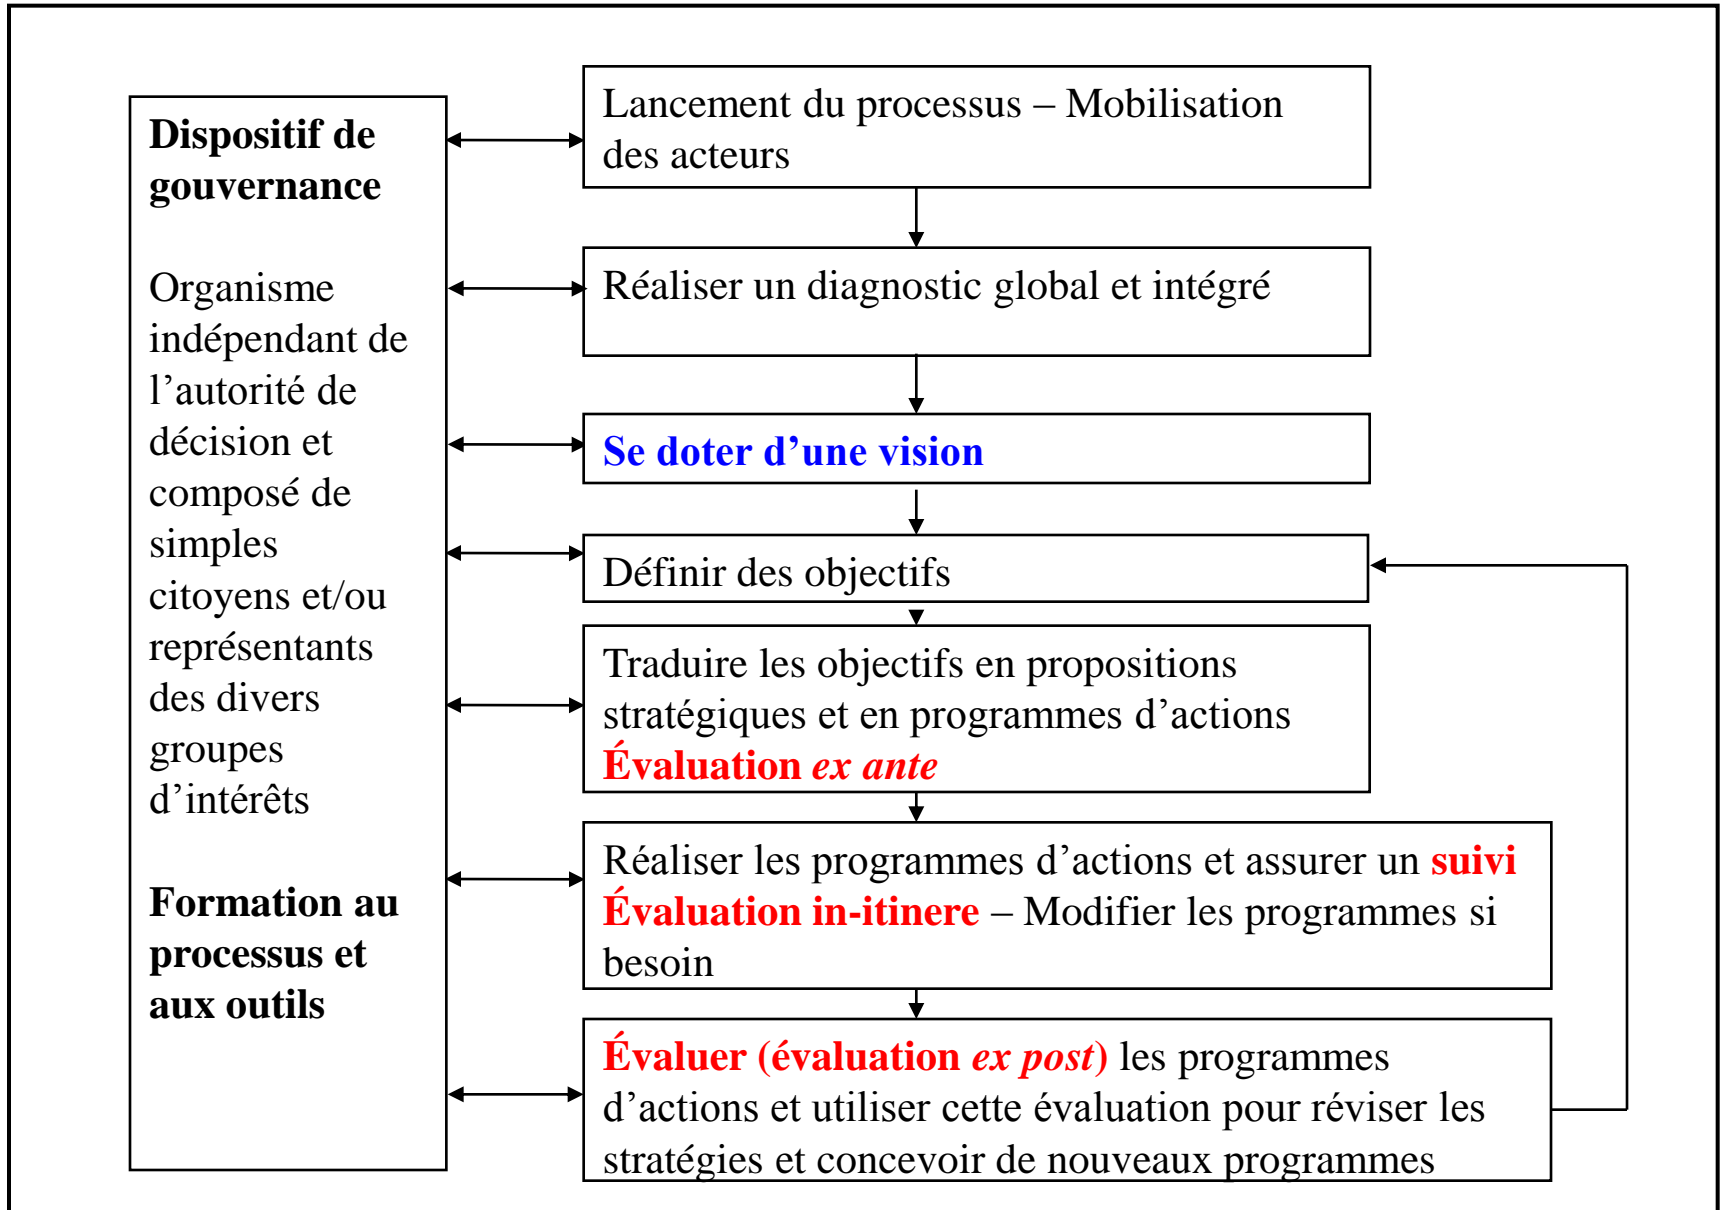 Dispositif de
gouvernance
Organisme
indépendant de
l’autorité de
décision et
composé de
simples
citoyens et/ou
représentants
des divers
groupes
d’intérêts
Formation au
processus et
aux outils
Lancement du processus – Mobilisation
des acteurs
Réaliser un diagnostic global et intégré
Se doter d’une vision
Définir des objectifs
Traduire les objectifs en propositions
stratégiques et en programmes d’actions
Évaluation ex ante
Réaliser les programmes d’actions et assurer un suivi
Évaluation in-itinere – Modifier les programmes si
besoin
Évaluer (évaluation ex post) les programmes
d’actions et utiliser cette évaluation pour réviser les
stratégies et concevoir de nouveaux programmes